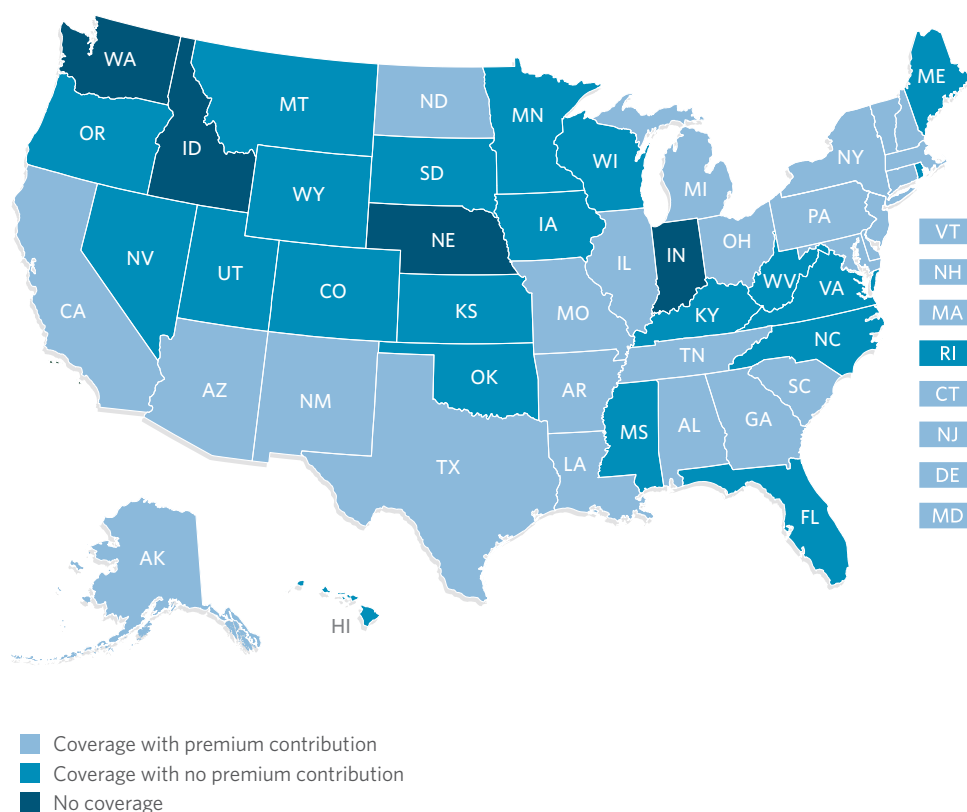 WA
ME
MT
ND
MN
OR
ID
NY
WI
SD
MI
WY
PA
IA
VT
NE
OH
NV
IN
IL
UT
NH
WV
VA
CO
CA
KS
MO
MA
KY
NC
RI
TN
OK
SC
AZ
AR
CT
NM
GA
MS
AL
NJ
LA
TX
DE
FL
MD
AK
HI
Coverage with premium contribution
Coverage with no premium contribution
No coverage